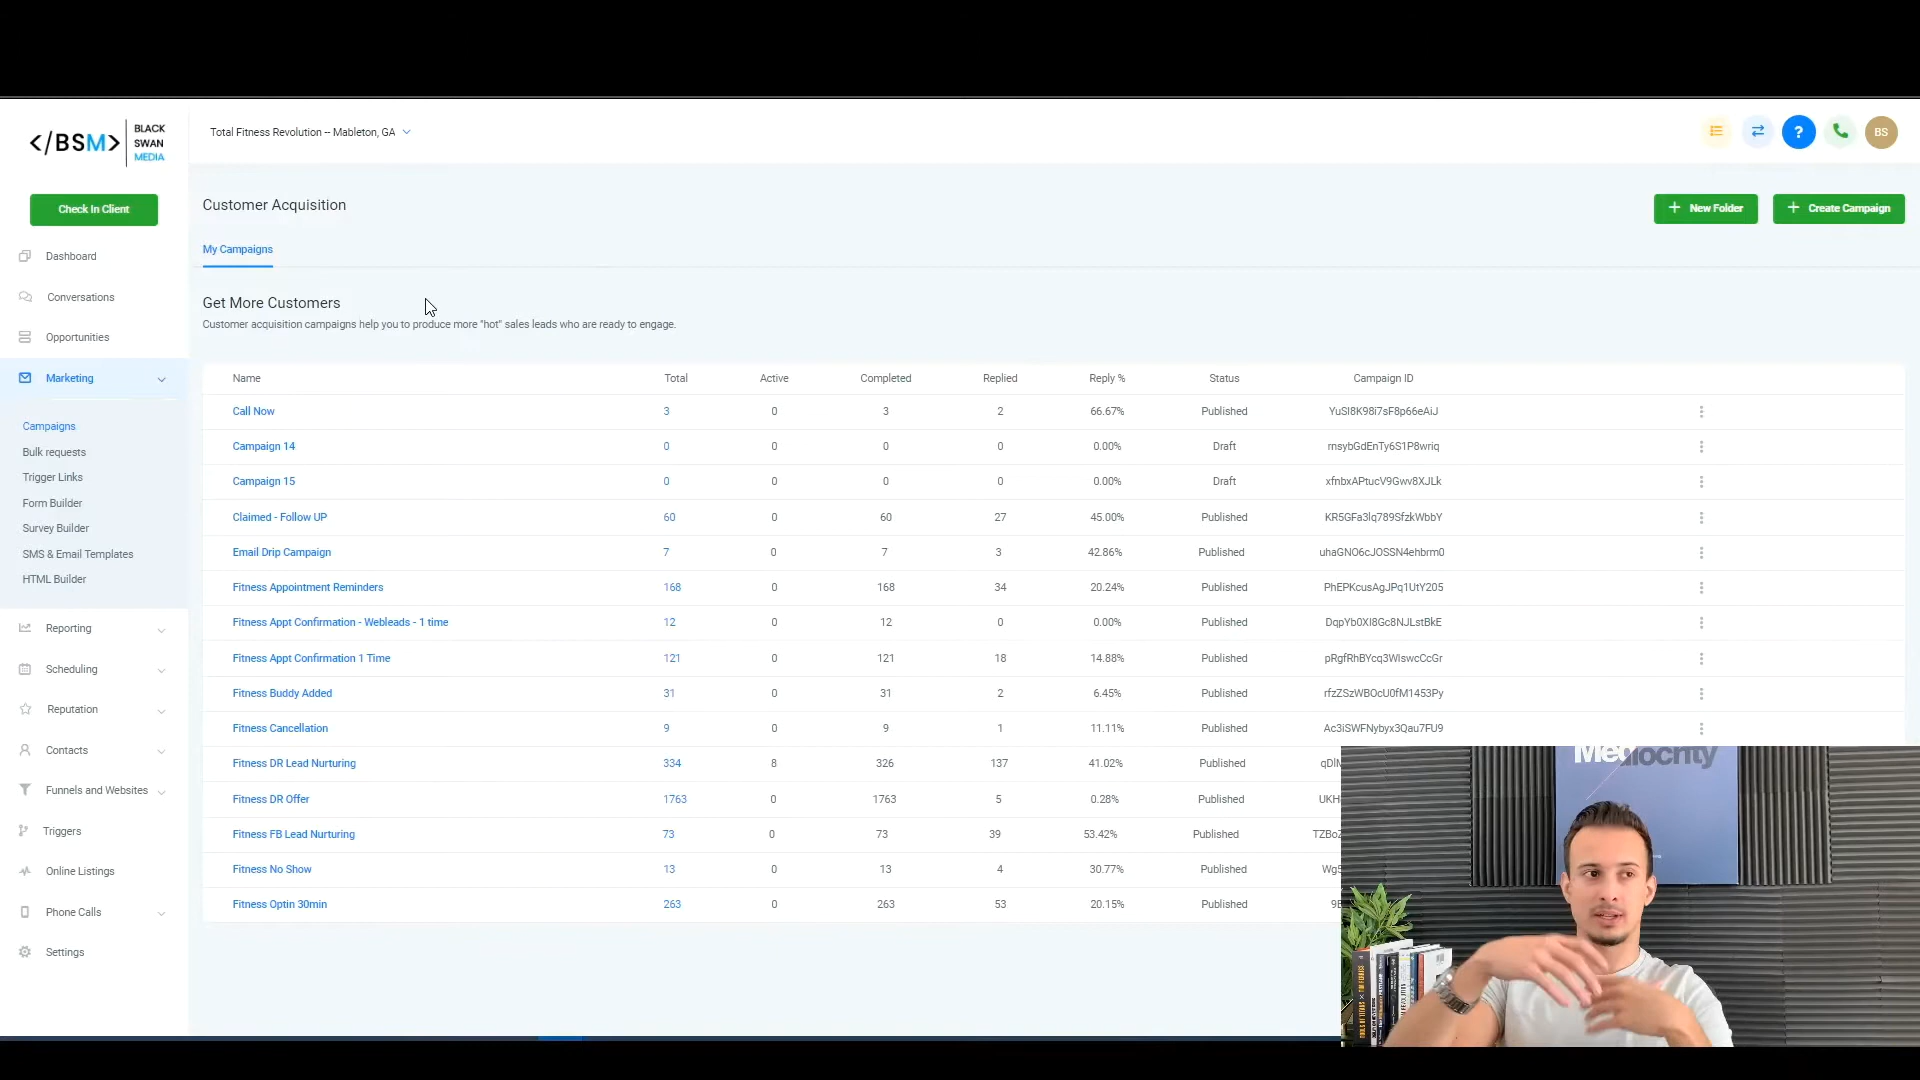 </BSM> BLACK SWAN MEDIA
Total Fitness Revolution -- Mableton, GA
?
BS
Check In Client
Customer Acquisition
+ New Folder
+ Create Campaign
My Campaigns
Dashboard
Conversations
Opportunities
Marketing
Campaigns
Bulk requests
Trigger Links
Form Builder
Survey Builder
SMS & Email Templates
HTML Builder
Reporting
Scheduling
Reputation
Contacts
Funnels and Websites
Triggers
Online Listings
Phone Calls
Settings
Get More Customers
Customer acquisition campaigns help you to produce more "hot" sales leads who are ready to engage.
Name Total Active Completed Replied Reply % Status Campaign ID
Call Now 3 0 3 2 66.67% Published YuSI8K98i7sF8p66eAiJ
Campaign 14 0 0 0 0 0.00% Draft rnsybGdEnTy6S1P8wriq
Campaign 15 0 0 0 0 0.00% Draft xfnbxAPtucV9Gwv8XJLk
Claimed - Follow UP 60 0 60 27 45.00% Published KR5GFa3lq789SfzkWbbY
Email Drip Campaign 7 0 7 3 42.86% Published uhaGNO6cJOSSN4ehbrm0
Fitness Appointment Reminders 168 0 168 34 20.24% Published PhEPKcusAgJPq1UtY205
Fitness Appt Confirmation - Webleads - 1 time 12 0 12 0 0.00% Published DqpYb0XI8Gc8NJLstBkE
Fitness Appt Confirmation 1 Time 121 0 121 18 14.88% Published pRgfRhBYcq3WIswcCcGr
Fitness Buddy Added 31 0 31 2 6.45% Published rfzZSzWBOcU0fM1453Py
Fitness Cancellation 9 0 9 1 11.11% Published Ac3iSWFNybyx3Qau7FU9
Fitness DR Lead Nurturing 334 8 326 137 41.02% Published
Fitness DR Offer 1763 0 1763 5 0.28% Published
Fitness FB Lead Nurturing 73 0 73 39 53.42% Published
Fitness No Show 13 0 13 4 30.77% Published
Fitness Optin 30min 263 0 263 53 20.15% Published
Mediocrity